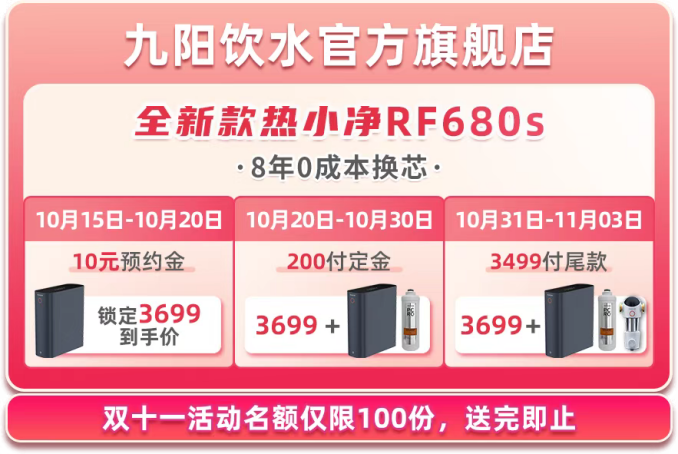 九阳饮水官方旗舰店
全新款热小净RF680s
·8年0成本换芯·
10月15日-10月20日
10月20日-10月30日
10月31日-11月03日
10元预约金
200付定金
3499付尾款
锁定3699
到手价
3699+
3699+
双十一活动名额仅限100份，送完即止